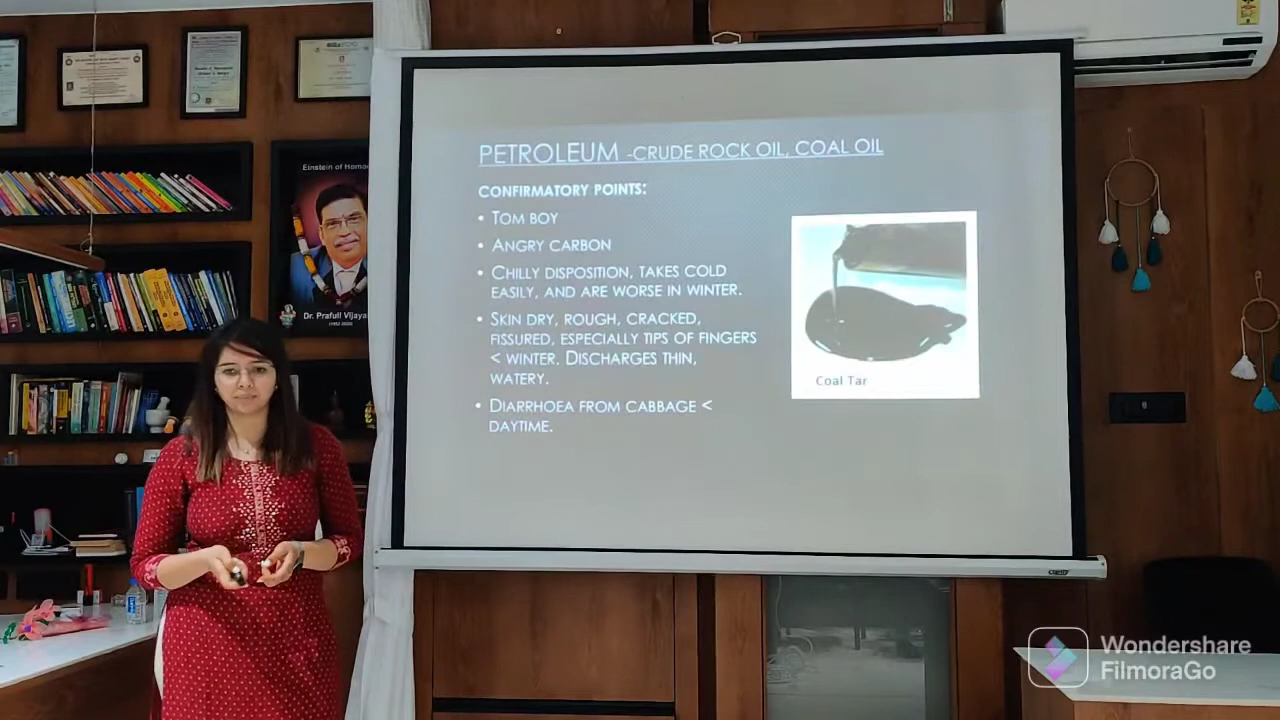 Einstein of Homo
Dr. Prafull Vijaya
PETROLEUM -CRUDE ROCK OIL, COAL OIL
CONFIRMATORY POINTS:
• TOM BOY
• ANGRY CARBON
• CHILLY DISPOSITION, TAKES COLD
EASILY, AND ARE WORSE IN WINTER.
• SKIN DRY, ROUGH, CRACKED,
FISSURED, ESPECIALLY TIPS OF FINGERS
< WINTER. DISCHARGES THIN,
WATERY.
• DIARRHOEA FROM CABBAGE <
DAYTIME.
Coal Tar
Wondershare
FilmoraGo